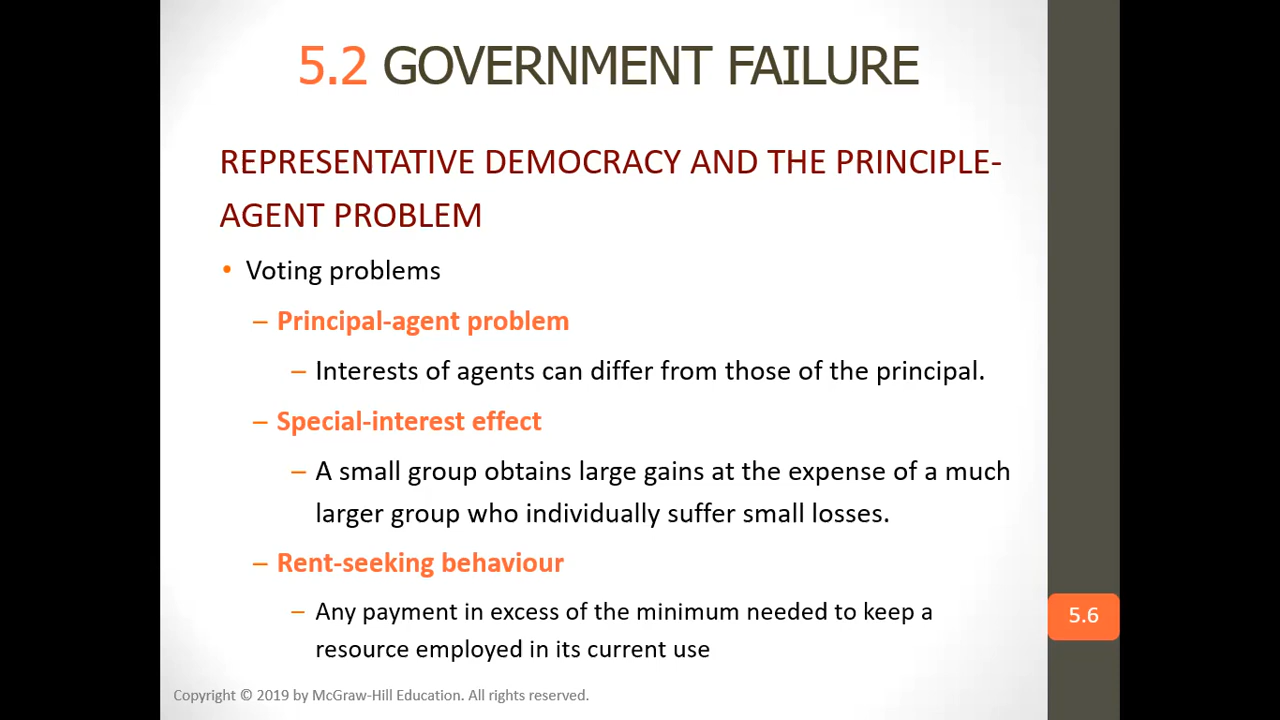 5.2 GOVERNMENT FAILURE
REPRESENTATIVE DEMOCRACY AND THE PRINCIPLE-
AGENT PROBLEM
• Voting problems
– Principal-agent problem
– Interests of agents can differ from those of the principal.
– Special-interest effect
– A small group obtains large gains at the expense of a much
larger group who individually suffer small losses.
– Rent-seeking behaviour
– Any payment in excess of the minimum needed to keep a
resource employed in its current use
5.6
Copyright © 2019 by McGraw-Hill Education. All rights reserved.